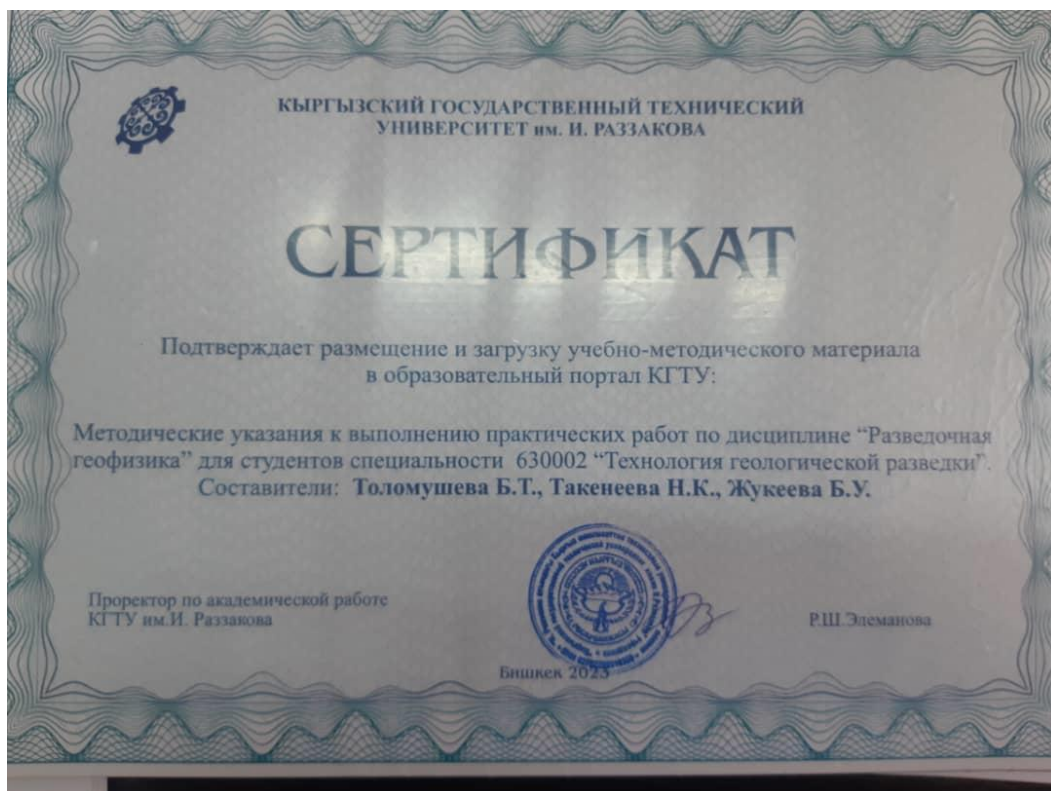 КЫРГЫЗСКИЙ ГОСУДАРСТВЕННЫЙ ТЕХНИЧЕСКИЙ
УНИВЕРСИТЕТ им. И. РАЗЗАКОВА
СЕРТИФИКАТ
Подтверждает размещение и загрузку учебно-методического материала
в образовательный портал КГТУ:
Методические указания к выполнению практических работ по дисциплине “Разведочная
геофизика” для студентов специальности 630002 “Технология геологической разведки”.
Составители: Толомушева Б.Т., Такенеева Н.К., Жукеева Б.У.
Проректор по академической работе
КГТУ им.И. Раззакова
Р.Ш.Элеманова
Бишкек 2023